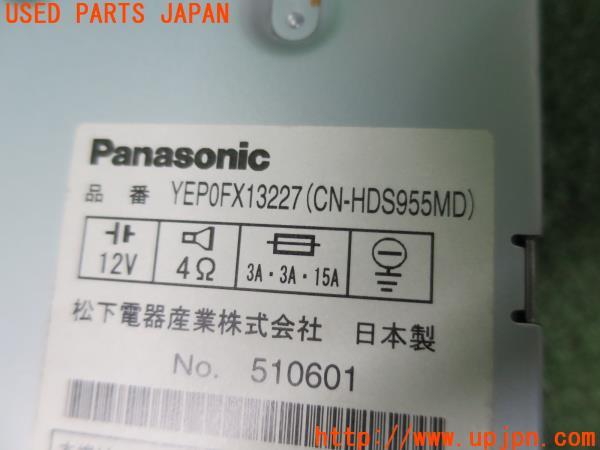 USED PARTS JAPAN
Panasonic
品 番 YEP0FX13227(CN-HDS955MD)
12V 4Ω 3A・3A・15A
松下電器産業株式会社 日本製
No. 510601
http://www.upjpn.com